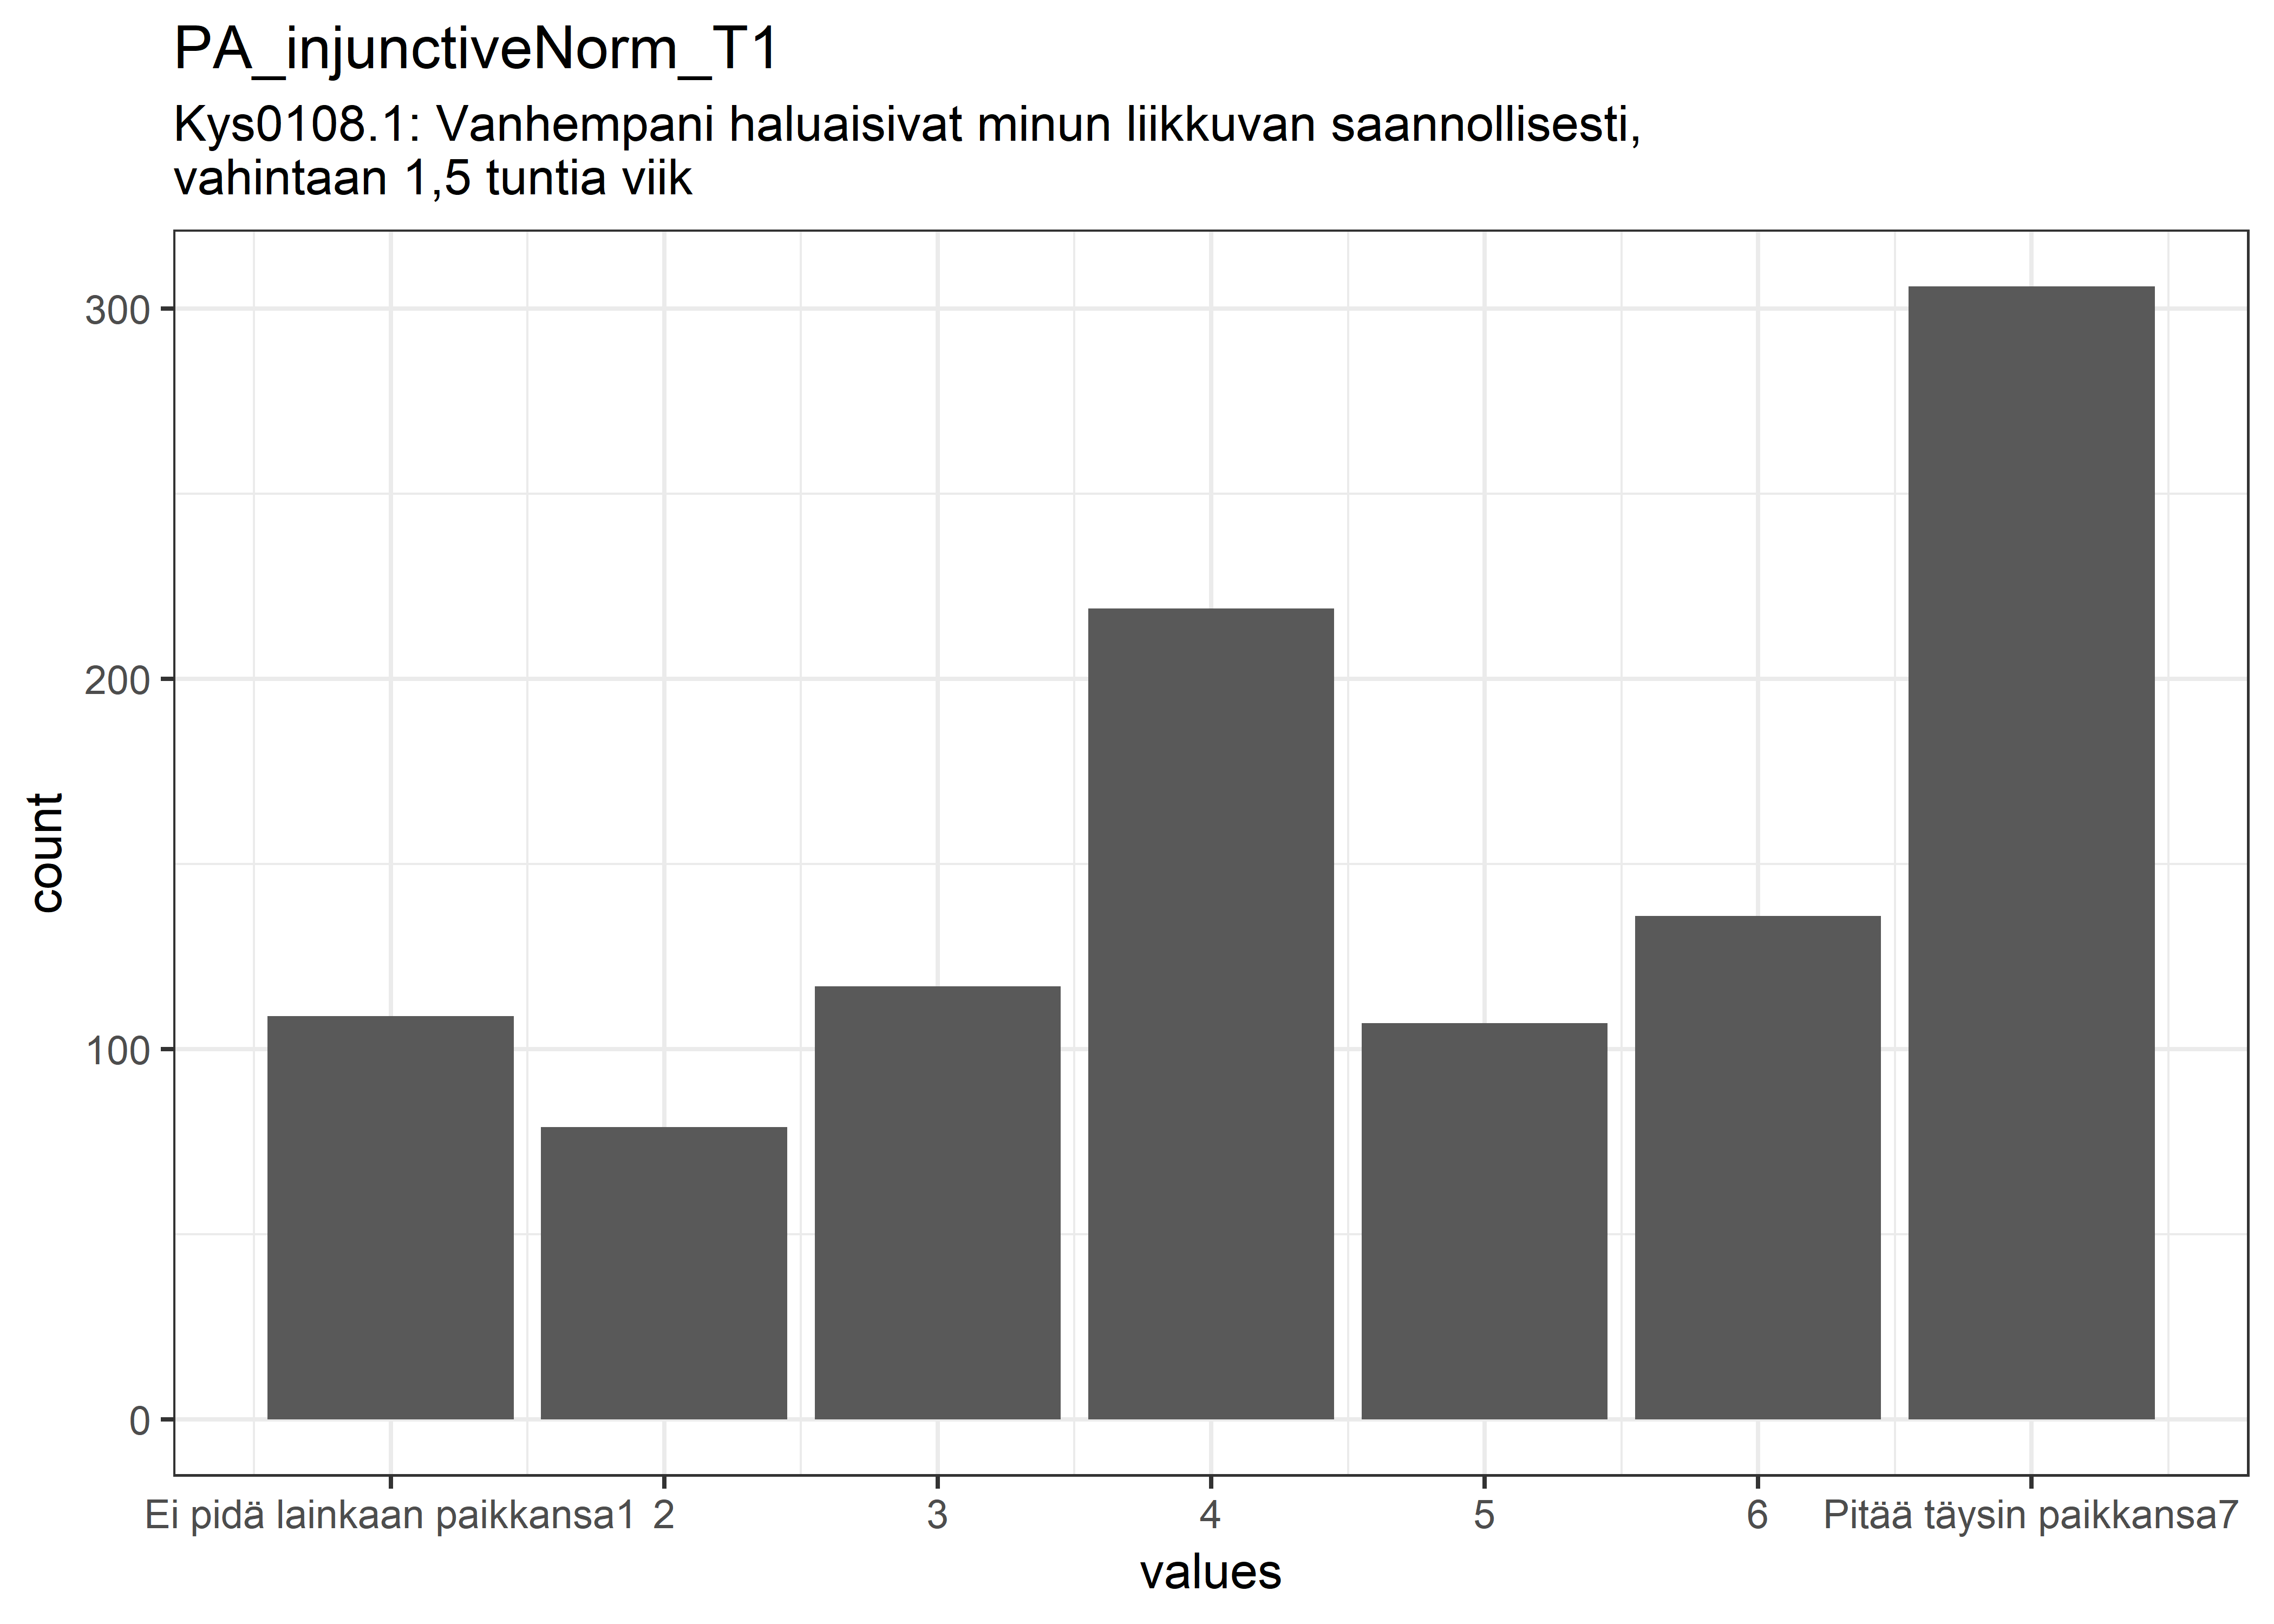 PA_injunctiveNorm_T1
Kys0108.1: Vanhempani haluaisivat minun liikkuvan saannollisesti,
vahintaan 1,5 tuntia viik
300
200
100
0
count
Ei pidä lainkaan paikkansa1 2 3 4 5 6 Pitää täysin paikkansa7
values